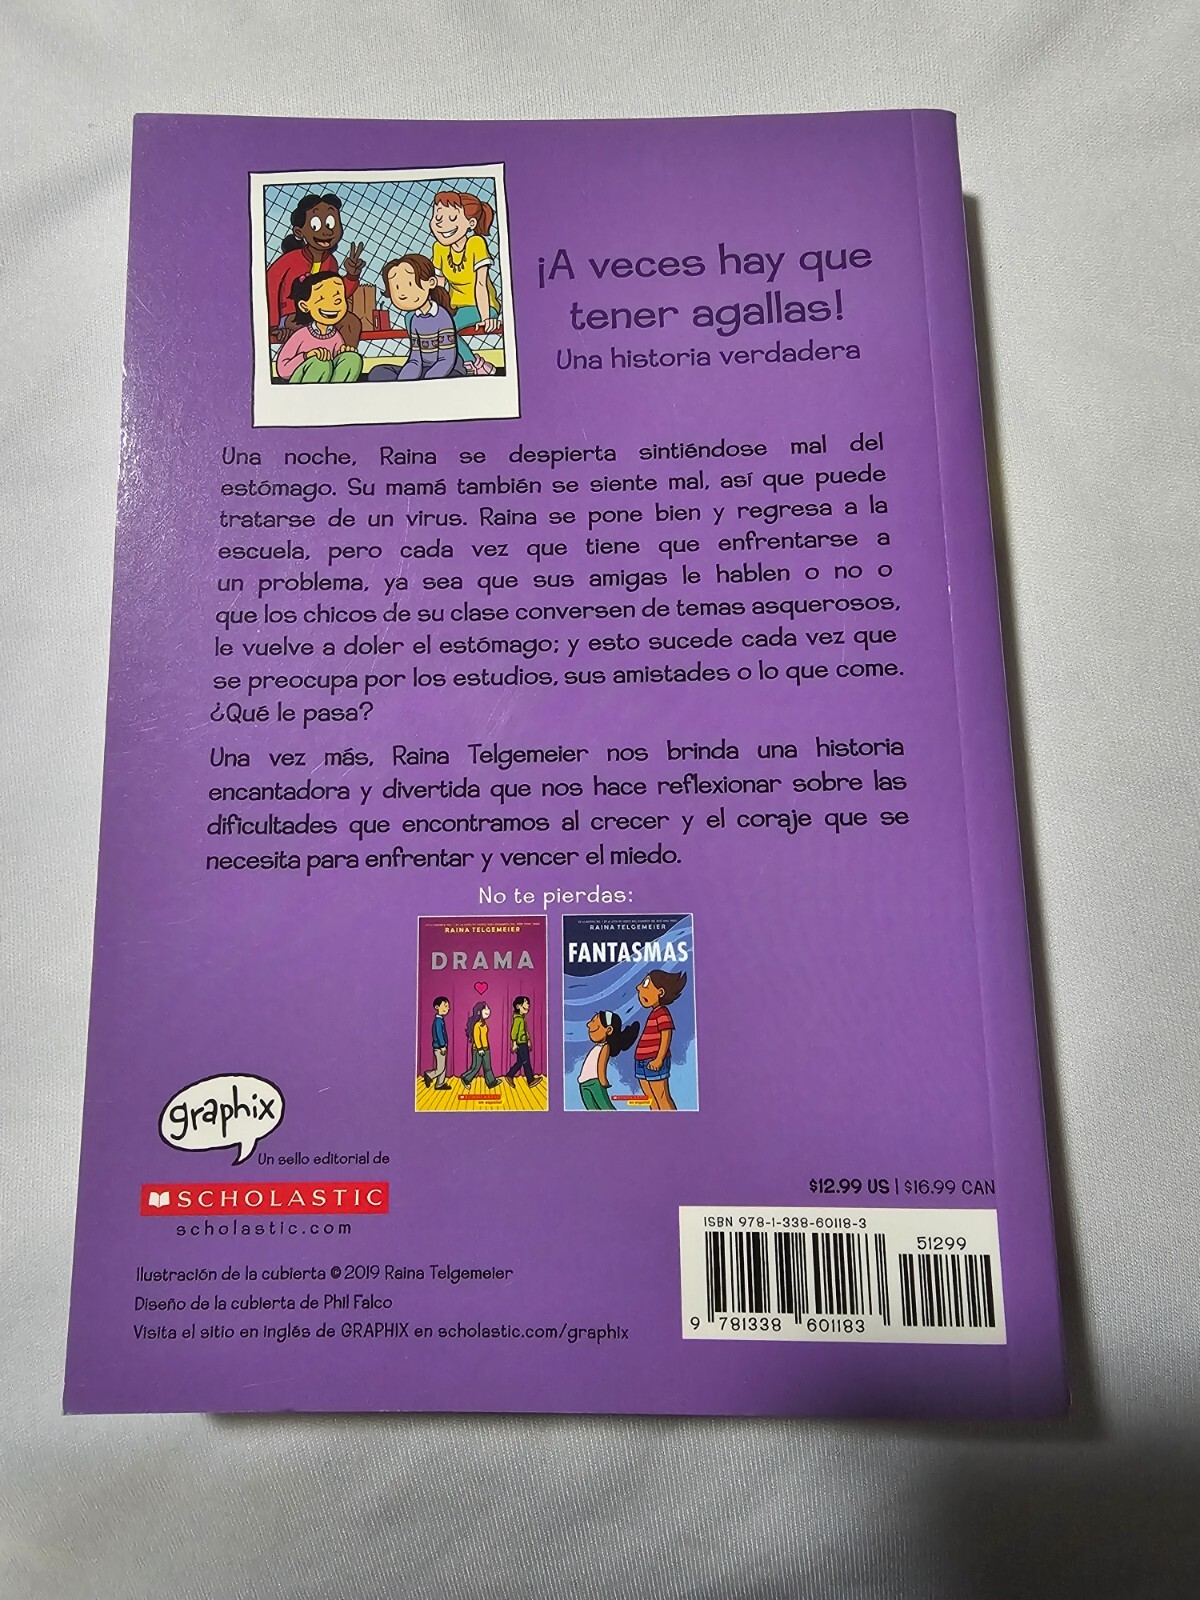 ¡A veces hay que
tener agallas!
Una historia verdadera
Una noche, Raina se despierta sintiéndose mal del
estómago. Su mamá también se siente mal, así que puede
tratarse de un virus. Raina se pone bien y regresa a la
escuela, pero cada vez que tiene que enfrentarse a
un problema, ya sea que sus amigas le hablen o no o
que los chicos de su clase conversen de temas asquerosos,
le vuelve a doler el estómago; y esto sucede cada vez que
se preocupa por los estudios, sus amistades o lo que come.
¿Qué le pasa?
Una vez más, Raina Telgemeier nos brinda una historia
encantadora y divertida que nos hace reflexionar sobre las
dificultades que encontramos al crecer y el coraje que se
necesita para enfrentar y vencer el miedo.
No te pierdas:
RAINA TELGEMEIER
DRAMA
SCHOLASTIC
en español
RAINA TELGEMEIER
FANTASMAS
SCHOLASTIC
en español
graphix
Un sello editorial de
SCHOLASTIC
scholastic.com
$12.99 US | $16.99 CAN
ISBN 978-1-338-60118-3
51299
9 781338 601183
Ilustración de la cubierta © 2019 Raina Telgemeier
Diseño de la cubierta de Phil Falco
Visita el sitio en inglés de GRAPHIX en scholastic.com/graphix